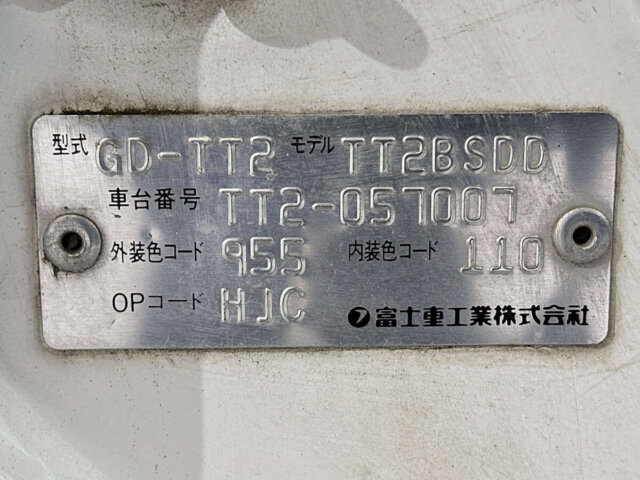 型式 GD-TT2 モデル TT2BSDD
車台番号 TT2-057007
外装色コード 955 内装色コード 110
OPコード HJC 富士重工業株式会社